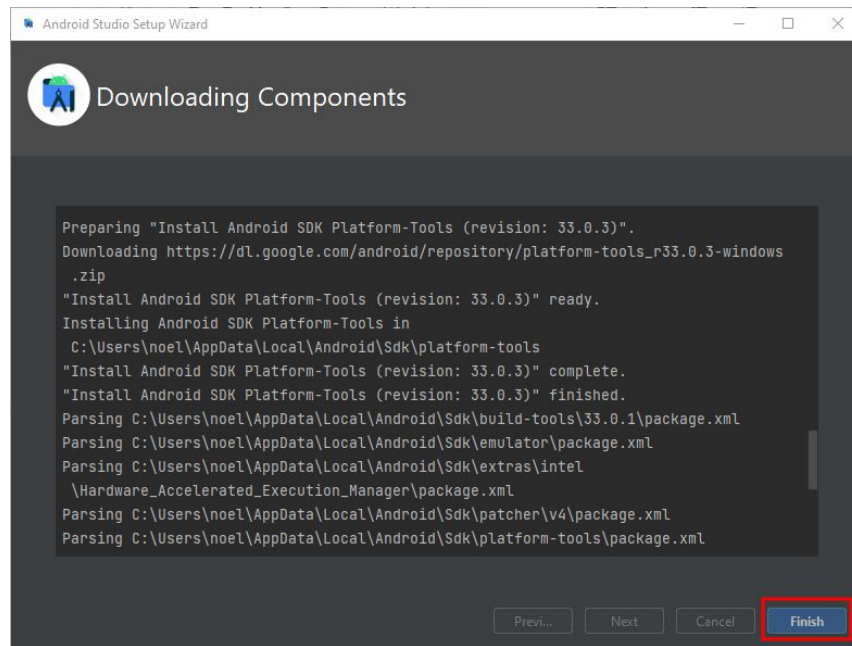 Android Studio Setup Wizard
Downloading Components
Preparing "Install Android SDK Platform-Tools (revision: 33.0.3)".
Downloading https://dl.google.com/android/repository/platform-tools_r33.0.3-windows
.zip
"Install Android SDK Platform-Tools (revision: 33.0.3)" ready.
Installing Android SDK Platform-Tools in
C:\Users\noel\AppData\Local\Android\Sdk\platform-tools
"Install Android SDK Platform-Tools (revision: 33.0.3)" complete.
"Install Android SDK Platform-Tools (revision: 33.0.3)" finished.
Parsing C:\Users\noel\AppData\Local\Android\Sdk\build-tools\33.0.1\package.xml
Parsing C:\Users\noel\AppData\Local\Android\Sdk\emulator\package.xml
Parsing C:\Users\noel\AppData\Local\Android\Sdk\extras\intel
\Hardware_Accelerated_Execution_Manager\package.xml
Parsing C:\Users\noel\AppData\Local\Android\Sdk\patcher\v4\package.xml
Parsing C:\Users\noel\AppData\Local\Android\Sdk\platform-tools\package.xml
Previ... Next Cancel Finish